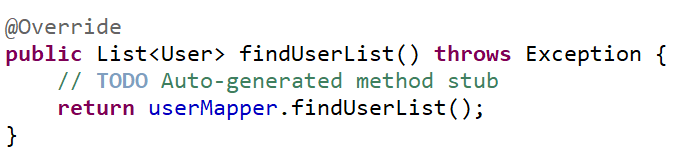 @Override
public List<User> findUserList() throws Exception {
    // TODO Auto-generated method stub
    return userMapper.findUserList();
}